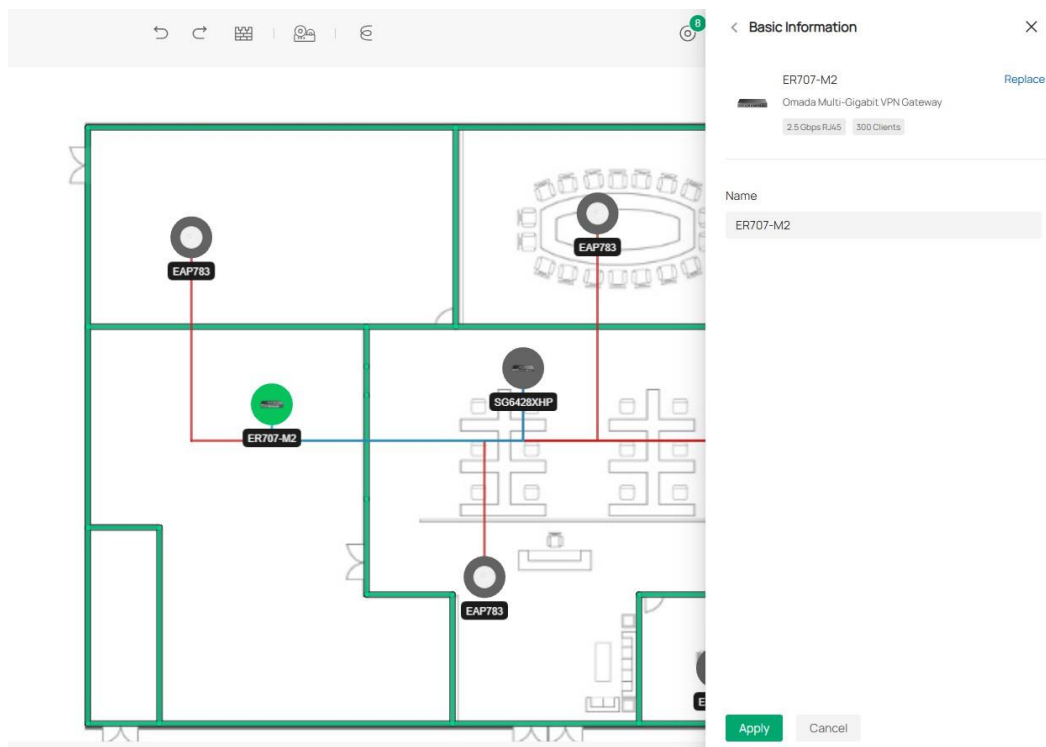 8
Basic Information
ER707-M2
Replace
Omada Multi-Gigabit VPN Gateway
2.5 Gbps RJ45
300 Clients
Name
ER707-M2
EAP783
EAP783
SG6428XHP
ER707-M2
EAP783
E
Apply
Cancel